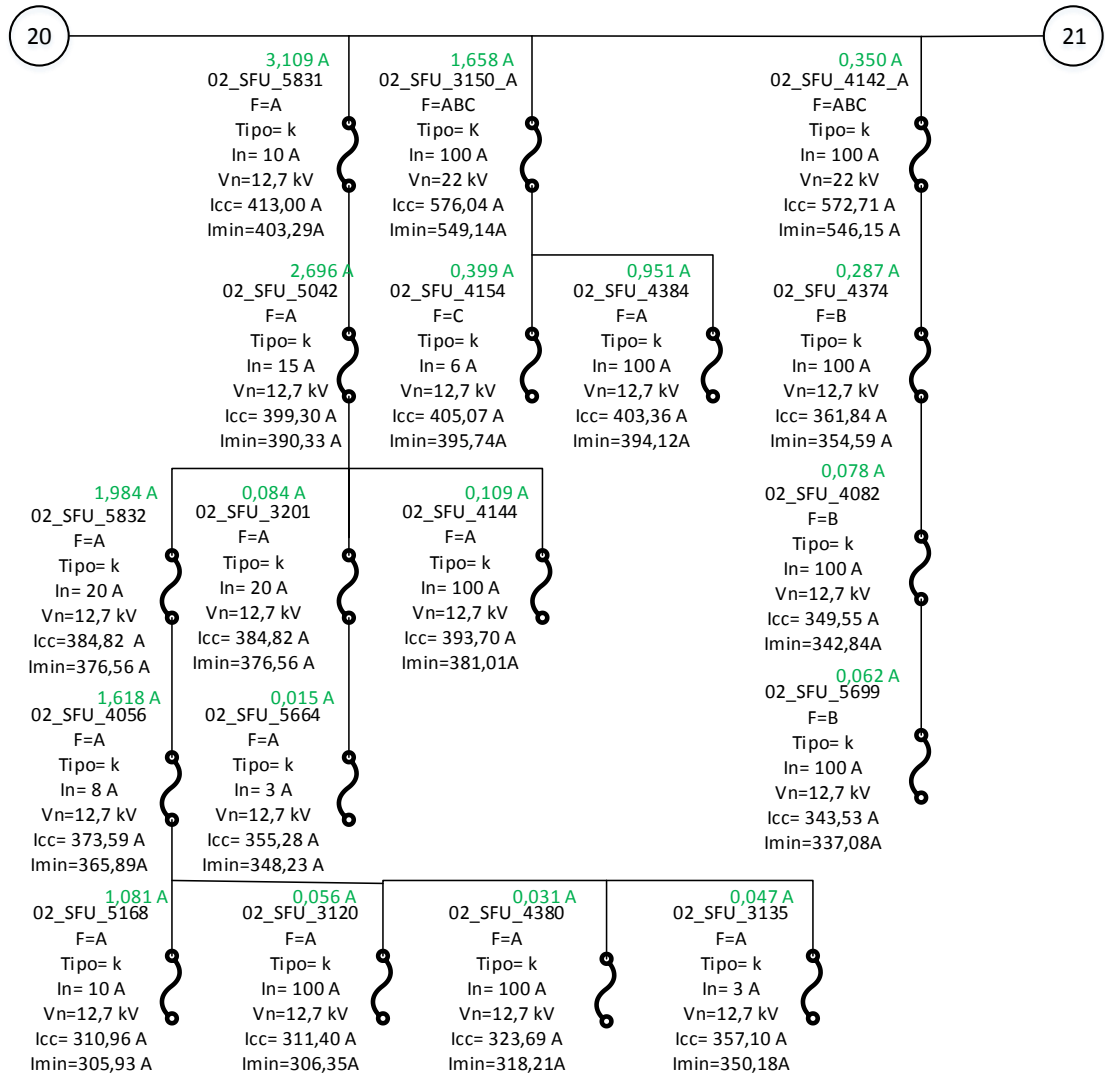 20
21
3,109 A
02_SFU_5831
F=A
Tipo= k
In= 10 A
Vn=12,7 kV
Icc= 413,00 A
Imin=403,29A
1,658 A
02_SFU_3150_A
F=ABC
Tipo= K
In= 100 A
Vn=22 kV
Icc= 576,04 A
Imin=549,14A
0,350 A
02_SFU_4142_A
F=ABC
Tipo= k
In= 100 A
Vn=22 kV
Icc= 572,71 A
Imin=546,15 A
2,696 A
02_SFU_5042
F=A
Tipo= k
In= 15 A
Vn=12,7 kV
Icc= 399,30 A
Imin=390,33 A
0,399 A
02_SFU_4154
F=C
Tipo= k
In= 6 A
Vn=12,7 kV
Icc= 405,07 A
Imin=395,74A
0,951 A
02_SFU_4384
F=A
Tipo= k
In= 100 A
Vn=12,7 kV
Icc= 403,36 A
Imin=394,12A
0,287 A
02_SFU_4374
F=B
Tipo= k
In= 100 A
Vn=12,7 kV
Icc= 361,84 A
Imin=354,59 A
1,984 A
02_SFU_5832
F=A
Tipo= k
In= 20 A
Vn=12,7 kV
Icc=384,82 A
Imin=376,56 A
0,084 A
02_SFU_3201
F=A
Tipo= k
In= 20 A
Vn=12,7 kV
Icc= 384,82 A
Imin=376,56 A
0,109 A
02_SFU_4144
F=A
Tipo= k
In= 100 A
Vn=12,7 kV
Icc= 393,70 A
Imin=381,01A
0,078 A
02_SFU_4082
F=B
Tipo= k
In= 100 A
Vn=12,7 kV
Icc= 349,55 A
Imin=342,84A
1,618 A
02_SFU_4056
F=A
Tipo= k
In= 8 A
Vn=12,7 kV
Icc= 373,59 A
Imin=365,89A
0,015 A
02_SFU_5664
F=A
Tipo= k
In= 3 A
Vn=12,7 kV
Icc= 355,28 A
Imin=348,23 A
0,062 A
02_SFU_5699
F=B
Tipo= k
In= 100 A
Vn=12,7 kV
Icc= 343,53 A
Imin=337,08A
1,081 A
02_SFU_5168
F=A
Tipo= k
In= 10 A
Vn=12,7 kV
Icc= 310,96 A
Imin=305,93 A
0,056 A
02_SFU_3120
F=A
Tipo= k
In= 100 A
Vn=12,7 kV
Icc= 311,40 A
Imin=306,35A
0,031 A
02_SFU_4380
F=A
Tipo= k
In= 100 A
Vn=12,7 kV
Icc= 323,69 A
Imin=318,21A
0,047 A
02_SFU_3135
F=A
Tipo= k
In= 3 A
Vn=12,7 kV
Icc= 357,10 A
Imin=350,18A